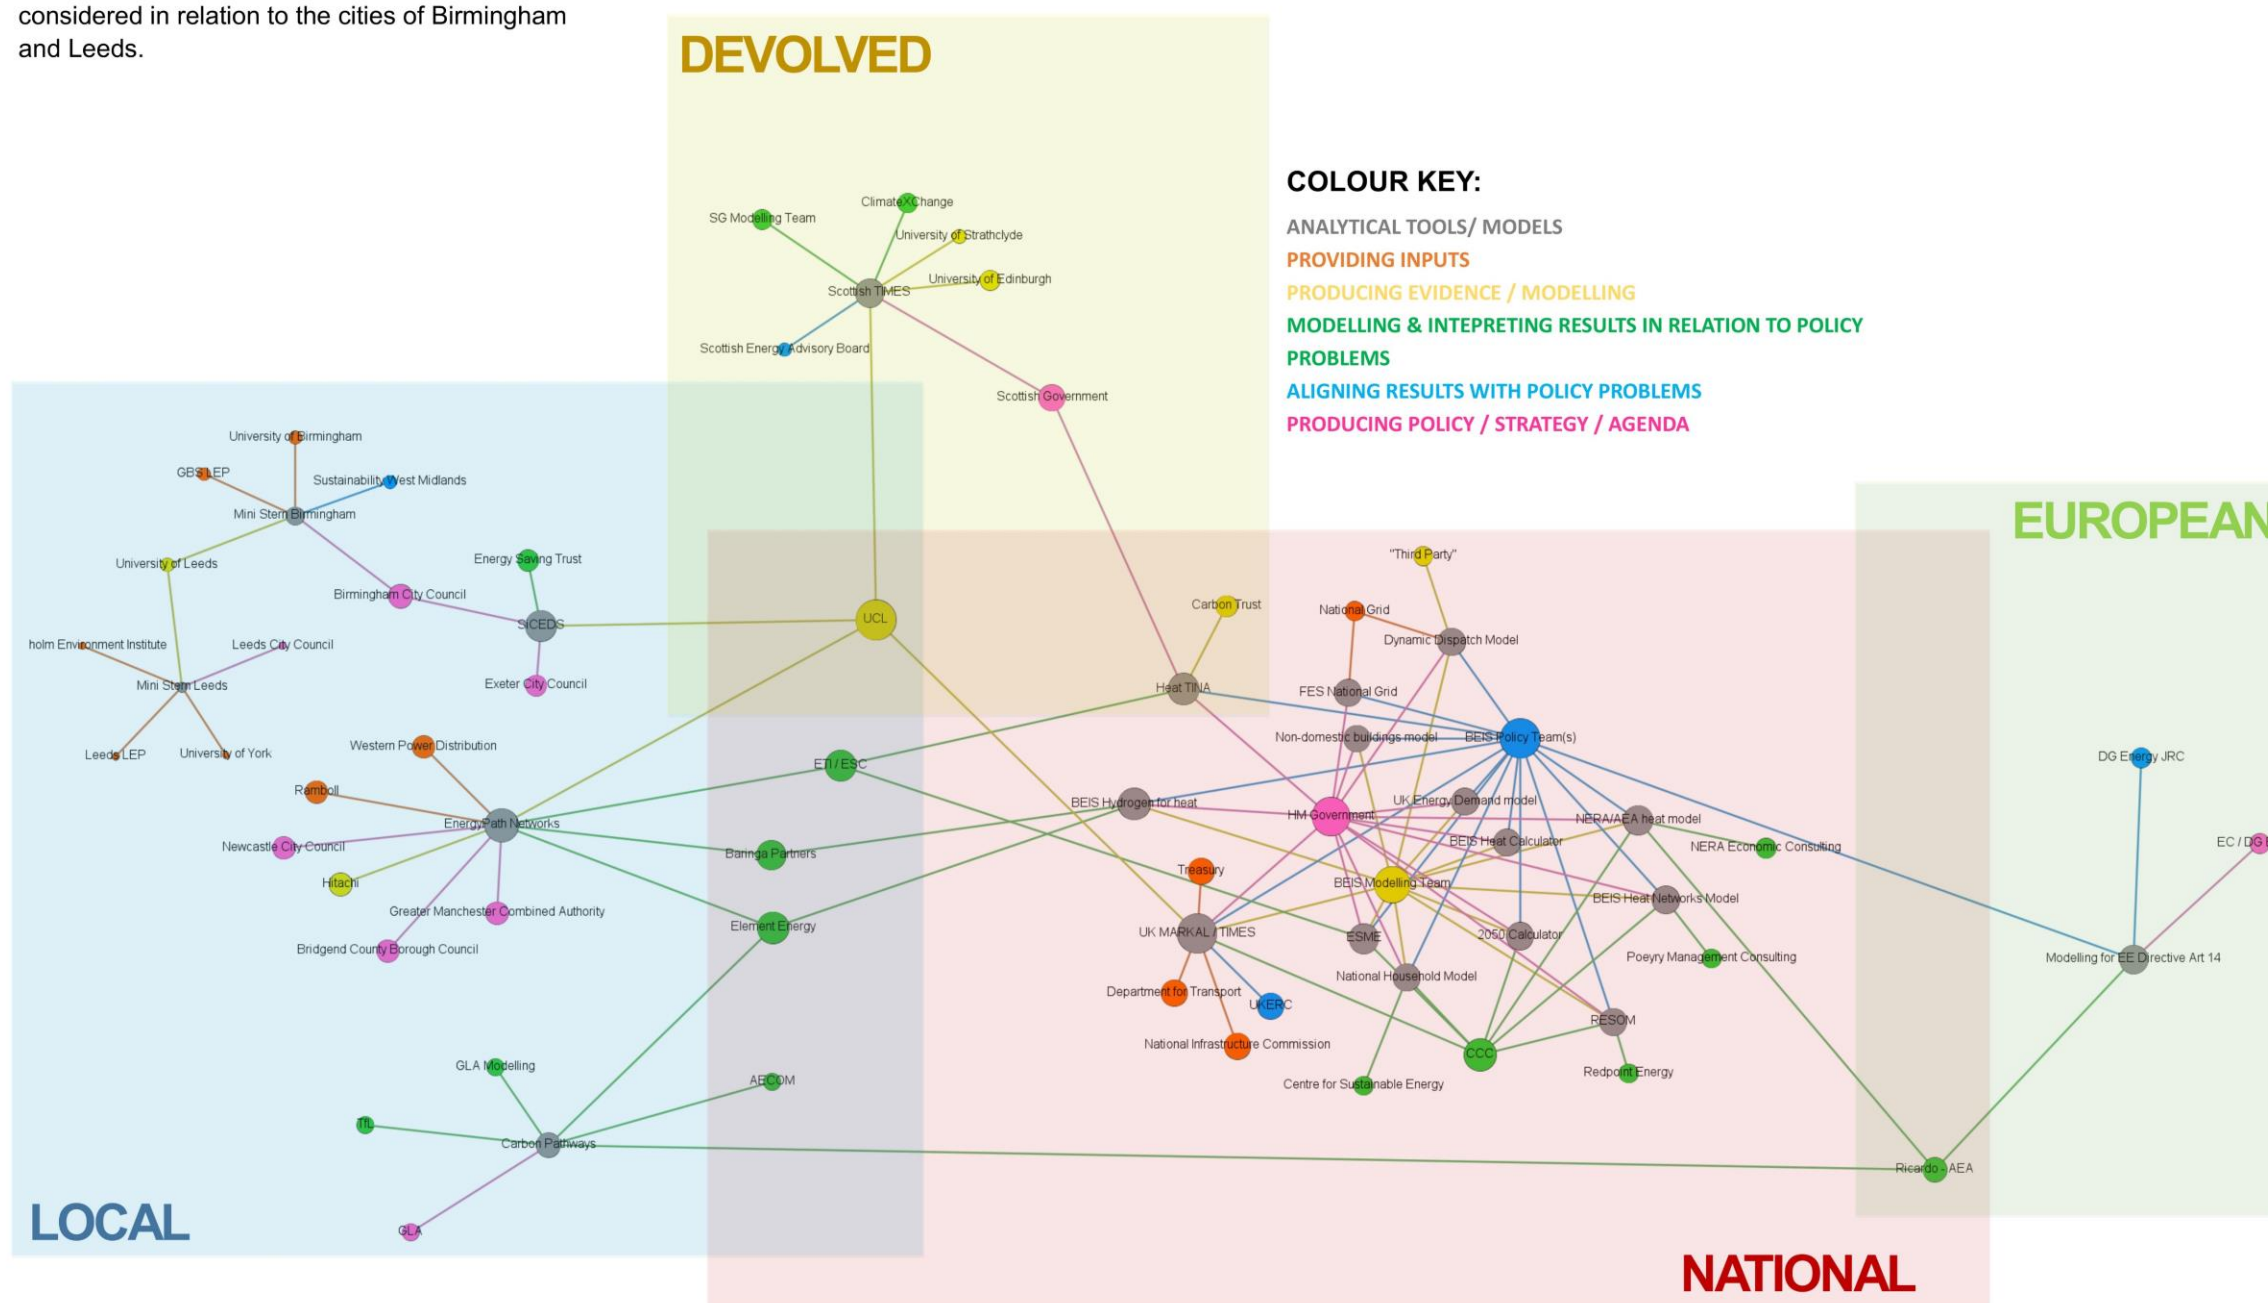 considered in relation to the cities of Birmingham
and Leeds.
DEVOLVED
COLOUR KEY:
ANALYTICAL TOOLS/ MODELS
PROVIDING INPUTS
PRODUCING EVIDENCE / MODELLING
MODELLING & INTEPRETING RESULTS IN RELATION TO POLICY
PROBLEMS
ALIGNING RESULTS WITH POLICY PROBLEMS
PRODUCING POLICY / STRATEGY / AGENDA
ClimateXChange
SG Modelling Team
University of Strathclyde
University of Edinburgh
Scottish TIMES
Scottish Energy Advisory Board
Scottish Government
University of Birmingham
GBS LEP
Sustainability West Midlands
Mini Stern Birmingham
University of Leeds
Energy Saving Trust
Birmingham City Council
SICEDS
UCL
holm Environment Institute
Leeds City Council
Mini Stern Leeds
Exeter City Council
Leeds LEP
University of York
Western Power Distribution
Ramboll
EnergyPath Networks
Newcastle City Council
Hitachi
Greater Manchester Combined Authority
Bridgend County Borough Council
ETI / ESC
Baringa Partners
Element Energy
GLA Modelling
AECOM
TfL
Carbon Pathways
GLA
LOCAL
EUROPEAN
"Third Party"
Carbon Trust
National Grid
Dynamic Dispatch Model
Heat TINA
FES National Grid
Non-domestic buildings model
BEIS Policy Team(s)
BEIS Hydrogen for heat
UK Energy Demand model
HM Government
NERA/AEA heat model
BEIS Heat Calculator
NERA Economic Consulting
Treasury
BEIS Modelling Team
BEIS Heat Networks Model
UK MARKAL / TIMES
ESME
2050 Calculator
Poeyry Management Consulting
National Household Model
Department for Transport
UKERC
RESOM
National Infrastructure Commission
CCC
Centre for Sustainable Energy
Redpoint Energy
DG Energy JRC
EC / DG E
Modelling for EE Directive Art 14
Ricardo - AEA
NATIONAL